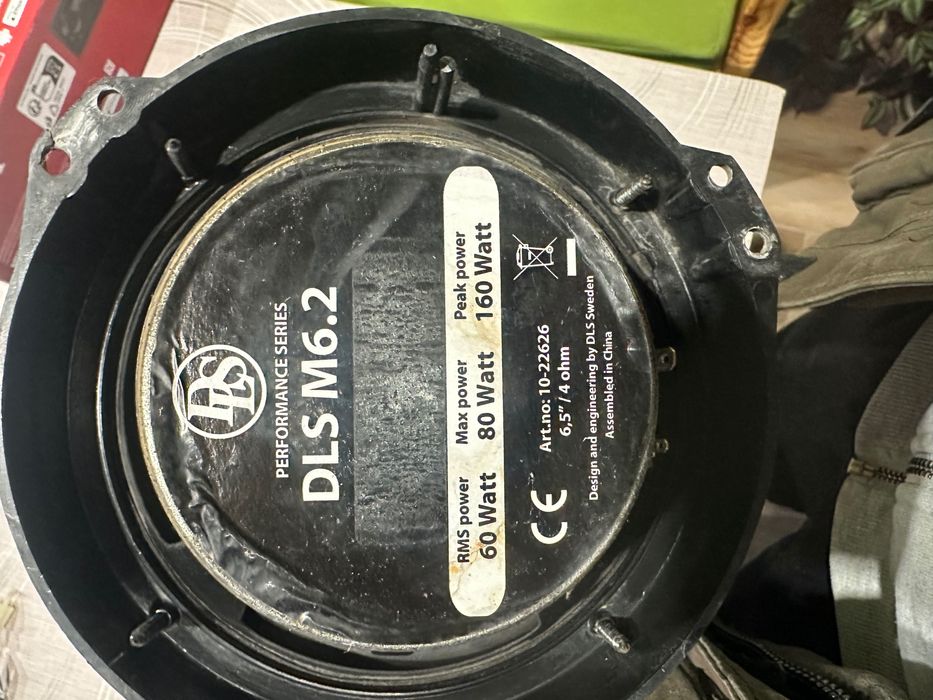 DLS
PERFORMANCE SERIES
DLS M6.2
RMS power
60 Watt
Max power
80 Watt
Peak power
160 Watt
Art.no: 10-22626
6,5" / 4 ohm
CE
Design and engineering by DLS Sweden
Assembled in China